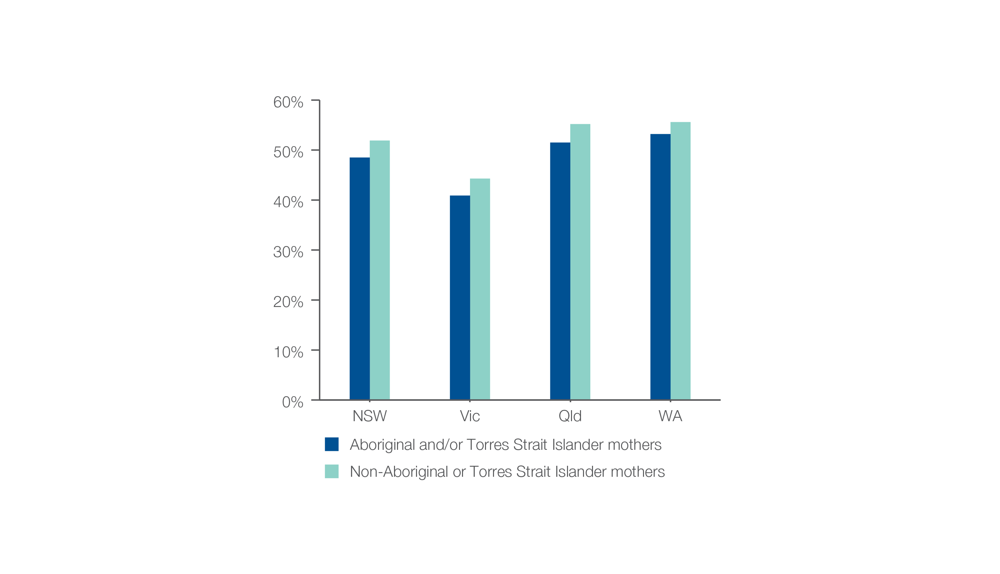 60%
50%
40%
30%
20%
10%
0%
NSW Vic Qld WA
Aboriginal and/or Torres Strait Islander mothers
Non-Aboriginal or Torres Strait Islander mothers